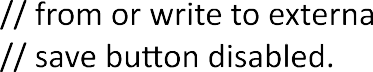 // from or write to externa
// save button disabled.